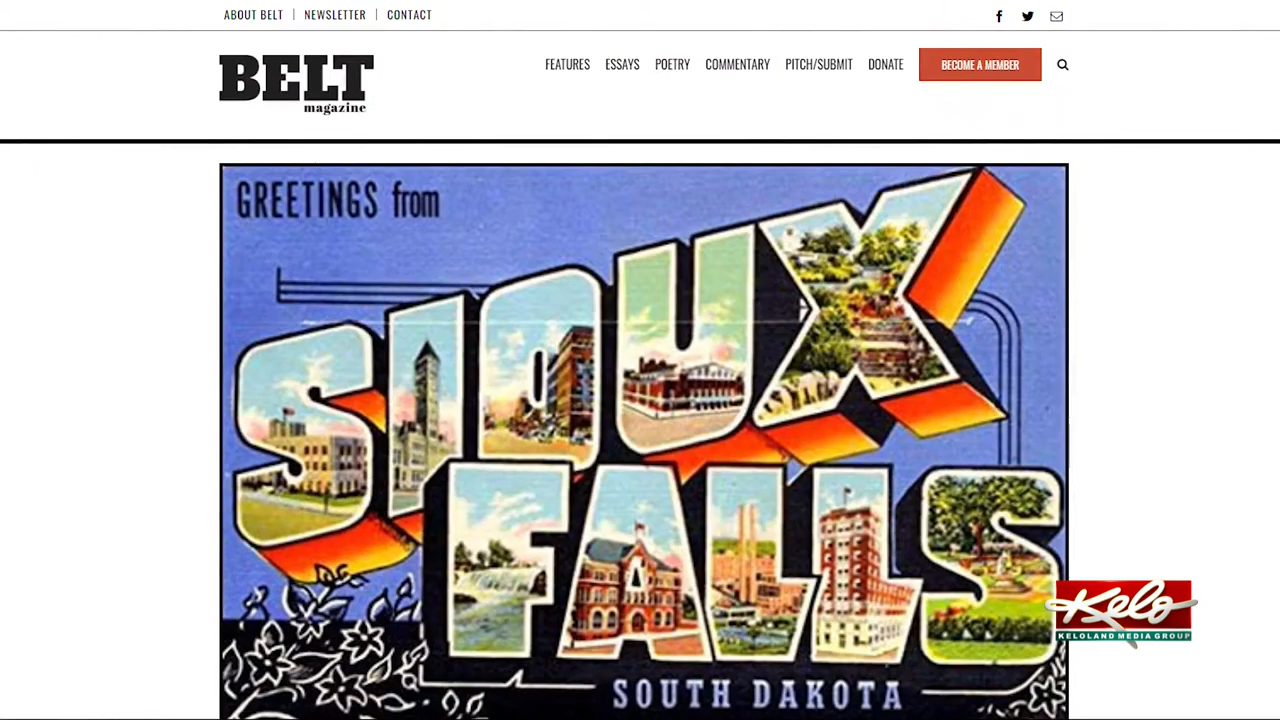 ABOUT BELT | NEWSLETTER | CONTACT
BELT
magazine
FEATURES ESSAYS POETRY COMMENTARY PITCH/SUBMIT DONATE BECOME A MEMBER
GREETINGS from
SIOUX
FALLS
SOUTH DAKOTA
Kelo
KELOLAND MEDIA GROUP